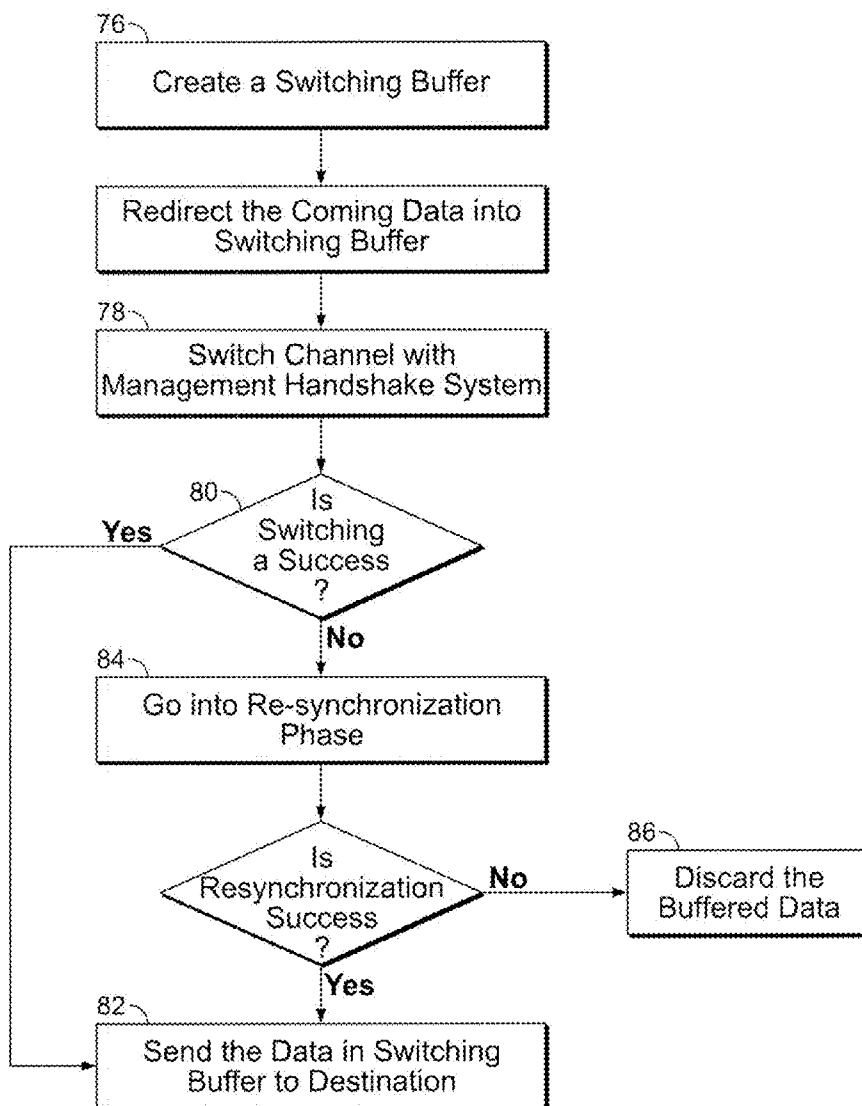 76
Create a Switching Buffer
Redirect the Coming Data into
Switching Buffer
78
Switch Channel with
Management Handshake System
80
Is
Switching
a Success
?
Yes
No
84
Go into Re-synchronization
Phase
Is
Resynchronization
Success
?
No
Yes
86
Discard the
Buffered Data
82
Send the Data in Switching
Buffer to Destination